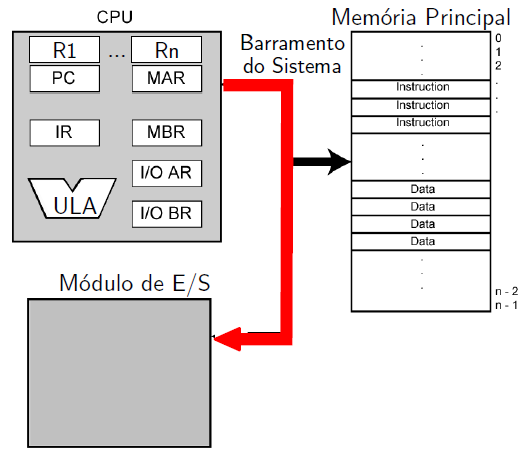 CPU
R1 ... Rn
PC MAR
IR MBR
I/O AR
ULA
I/O BR
Barramento
do Sistema
Memória Principal
0
1
2
.
.
.
.
.
.
Instruction
Instruction
Instruction
.
.
.
Data
Data
Data
Data
.
.
.
n - 2
n - 1
Módulo de E/S